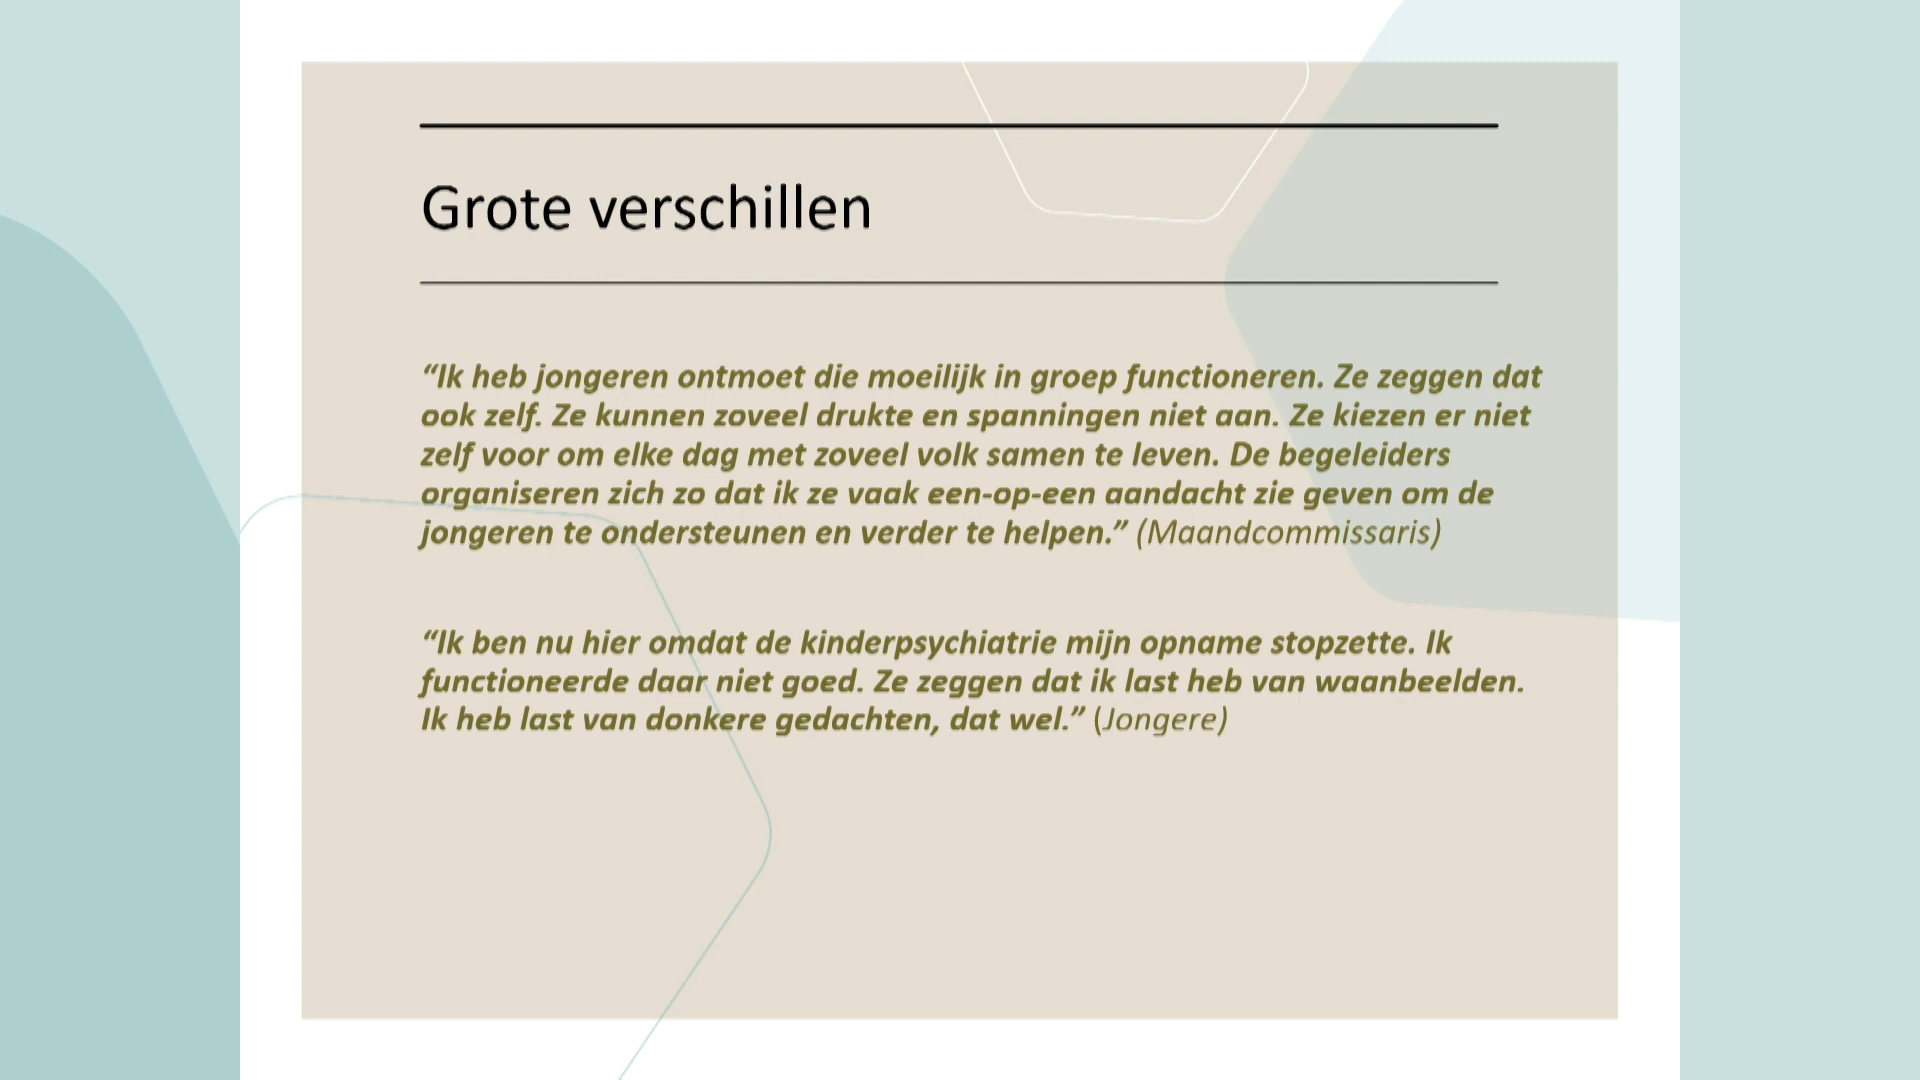 Grote verschillen
“Ik heb jongeren ontmoet die moeilijk in groep functioneren. Ze zeggen dat
ook zelf. Ze kunnen zoveel drukte en spanningen niet aan. Ze kiezen er niet
zelf voor om elke dag met zoveel volk samen te leven. De begeleiders
organiseren zich zo dat ik ze vaak een-op-een aandacht zie geven om de
jongeren te ondersteunen en verder te helpen.” (Maandcommissaris)
“Ik ben nu hier omdat de kinderpsychiatrie mijn opname stopzette. Ik
functioneerde daar niet goed. Ze zeggen dat ik last heb van waanbeelden.
Ik heb last van donkere gedachten, dat wel.” (Jongere)